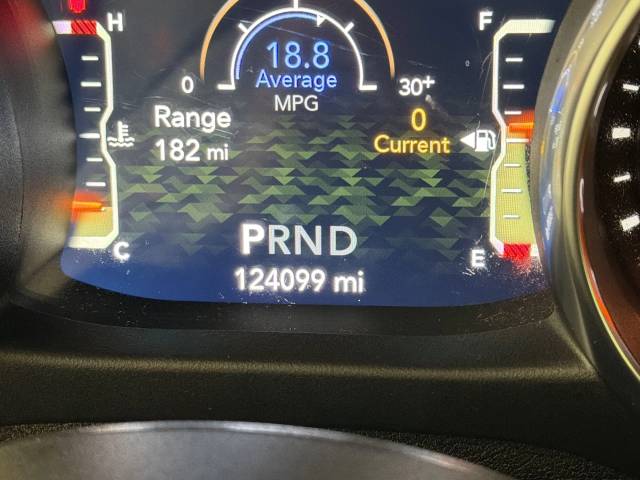 H
F
18.8
Average
0
30+
MPG
Range
182 mi
0
Current
PRND
C
E
124099 mi